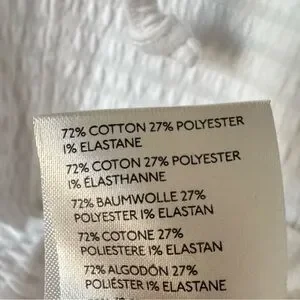 72% COTTON 27% POLYESTER
1% ELASTANE
72% COTON 27% POLYESTER
1% ÉLASTHANNE
72% BAUMWOLLE 27%
POLYESTER 1% ELASTAN
72% COTONE 27%
POLIESTERE 1% ELASTAN
72% ALGODÓN 27%
POLIÉSTER 1% ELASTANE